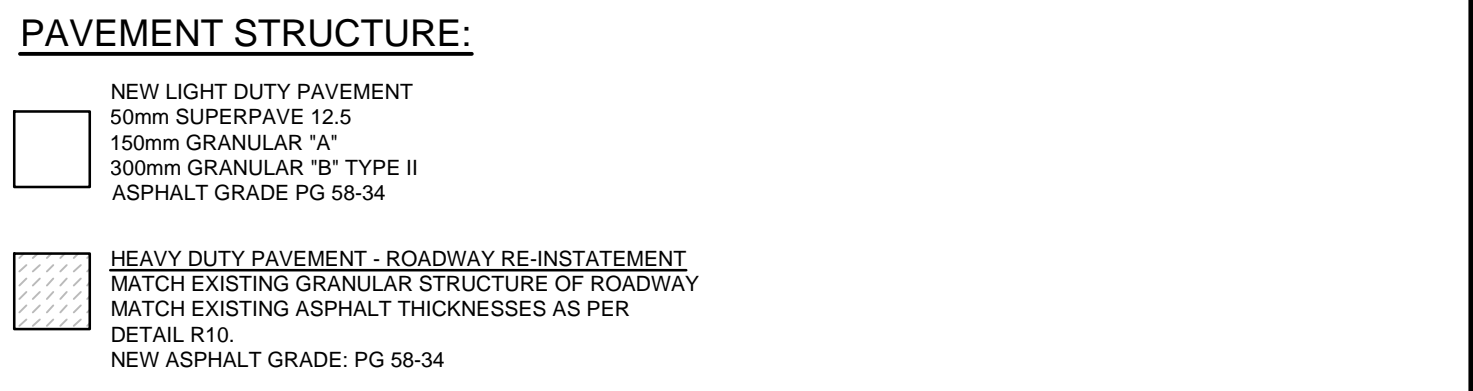 PAVEMENT STRUCTURE:
NEW LIGHT DUTY PAVEMENT
50mm SUPERPAVE 12.5
150mm GRANULAR "A"
300mm GRANULAR "B" TYPE II
ASPHALT GRADE PG 58-34
HEAVY DUTY PAVEMENT - ROADWAY RE-INSTATEMENT
MATCH EXISTING GRANULAR STRUCTURE OF ROADWAY
MATCH EXISTING ASPHALT THICKNESSES AS PER
DETAIL R10.
NEW ASPHALT GRADE: PG 58-34